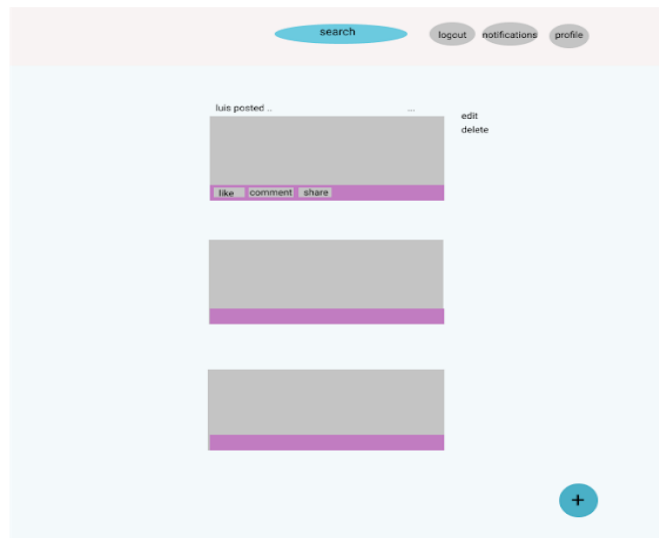 search
logout notifications profile
luis posted ..
...
edit
delete
like comment share
+